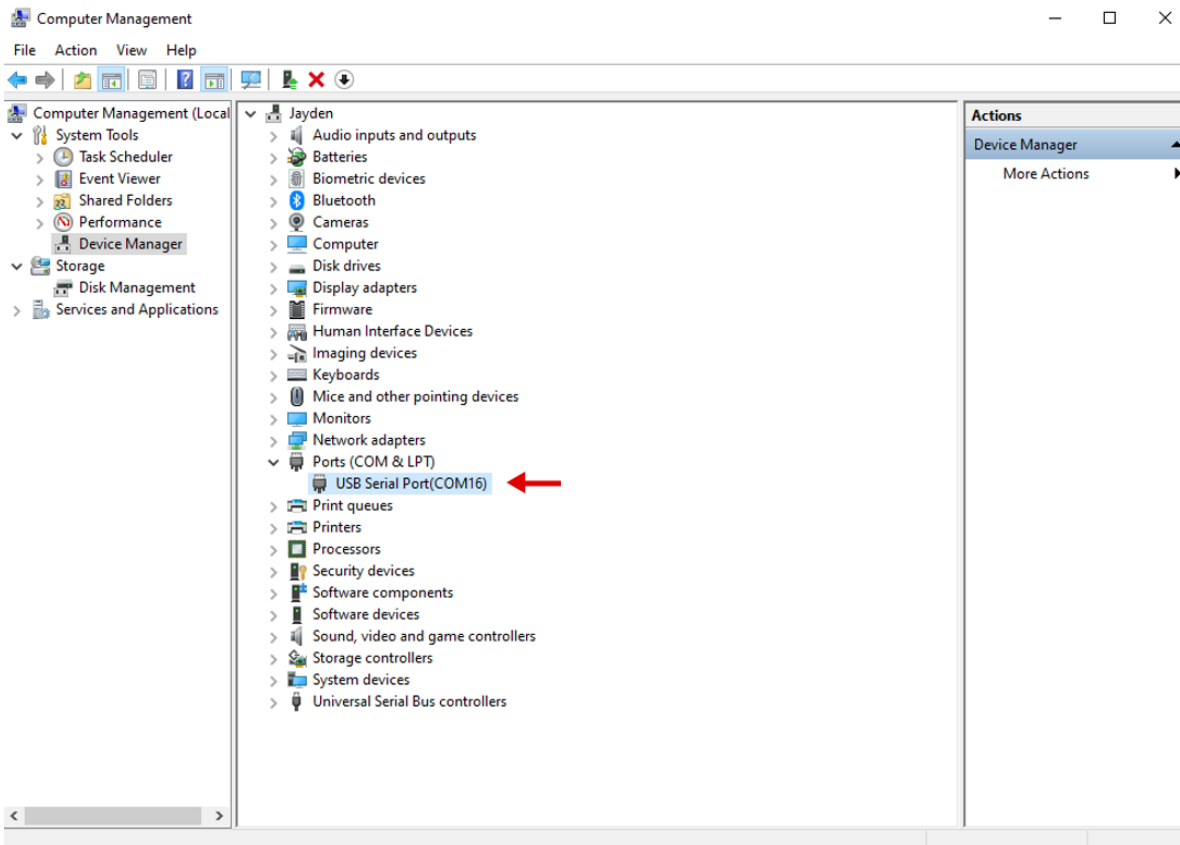 Computer Management
File Action View Help
Computer Management (Local
System Tools
Task Scheduler
Event Viewer
Shared Folders
Performance
Device Manager
Storage
Disk Management
Services and Applications
Jayden
Audio inputs and outputs
Batteries
Biometric devices
Bluetooth
Cameras
Computer
Disk drives
Display adapters
Firmware
Human Interface Devices
Imaging devices
Keyboards
Mice and other pointing devices
Monitors
Network adapters
Ports (COM & LPT)
USB Serial Port(COM16)
Print queues
Printers
Processors
Security devices
Software components
Software devices
Sound, video and game controllers
Storage controllers
System devices
Universal Serial Bus controllers
Actions
Device Manager
More Actions